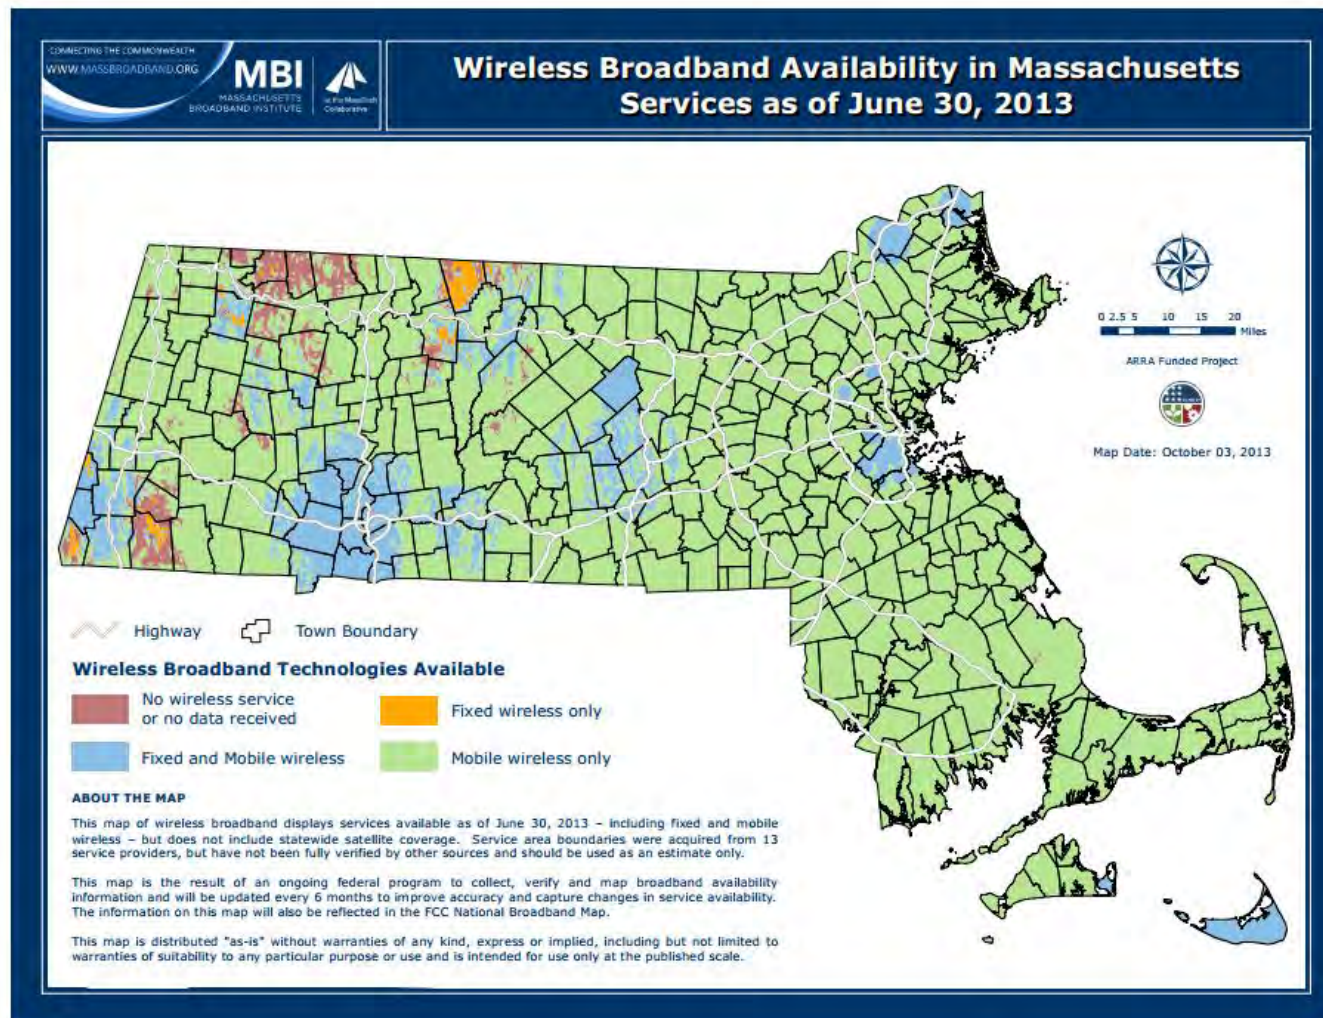 CONNECTING THE COMMONWEALTH
WWW.MASSBROADBAND.ORG
MBI
MASSACHUSETTS
BROADBAND INSTITUTE
at the MassTech
Collaborative
Wireless Broadband Availability in Massachusetts
Services as of June 30, 2013
0 2.5 5 10 15 20
Miles
ARRA Funded Project
Map Date: October 03, 2013
Highway
Town Boundary
Wireless Broadband Technologies Available
No wireless service
or no data received
Fixed wireless only
Fixed and Mobile wireless
Mobile wireless only
ABOUT THE MAP
This map of wireless broadband displays services available as of June 30, 2013 – including fixed and mobile
wireless – but does not include statewide satellite coverage. Service area boundaries were acquired from 13
service providers, but have not been fully verified by other sources and should be used as an estimate only.
This map is the result of an ongoing federal program to collect, verify and map broadband availability
information and will be updated every 6 months to improve accuracy and capture changes in service availability.
The information on this map will also be reflected in the FCC National Broadband Map.
This map is distributed "as-is" without warranties of any kind, express or implied, including but not limited to
warranties of suitability to any particular purpose or use and is intended for use only at the published scale.